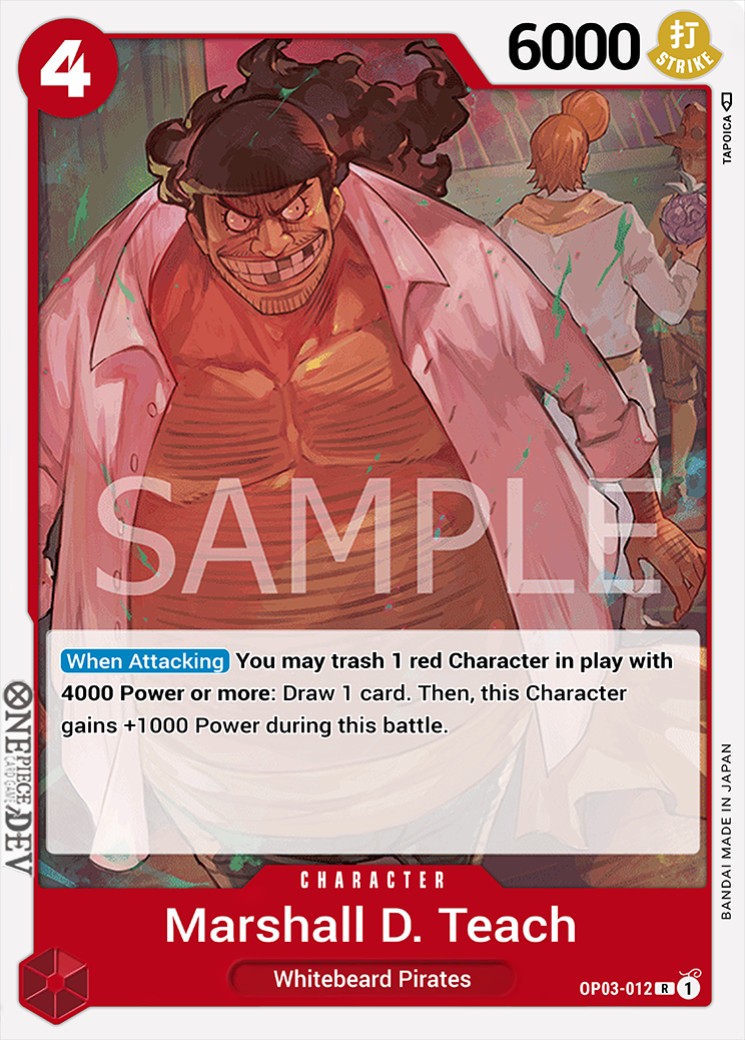 4
6000
打
STRIKE
TAPOICA
SAMPLE
When Attacking You may trash 1 red Character in play with
4000 Power or more: Draw 1 card. Then, this Character
gains +1000 Power during this battle.
ONE PIECE
CARD GAME
.DEV
BANDAI MADE IN JAPAN
CHARACTER
Marshall D. Teach
Whitebeard Pirates
OP03-012 R 1